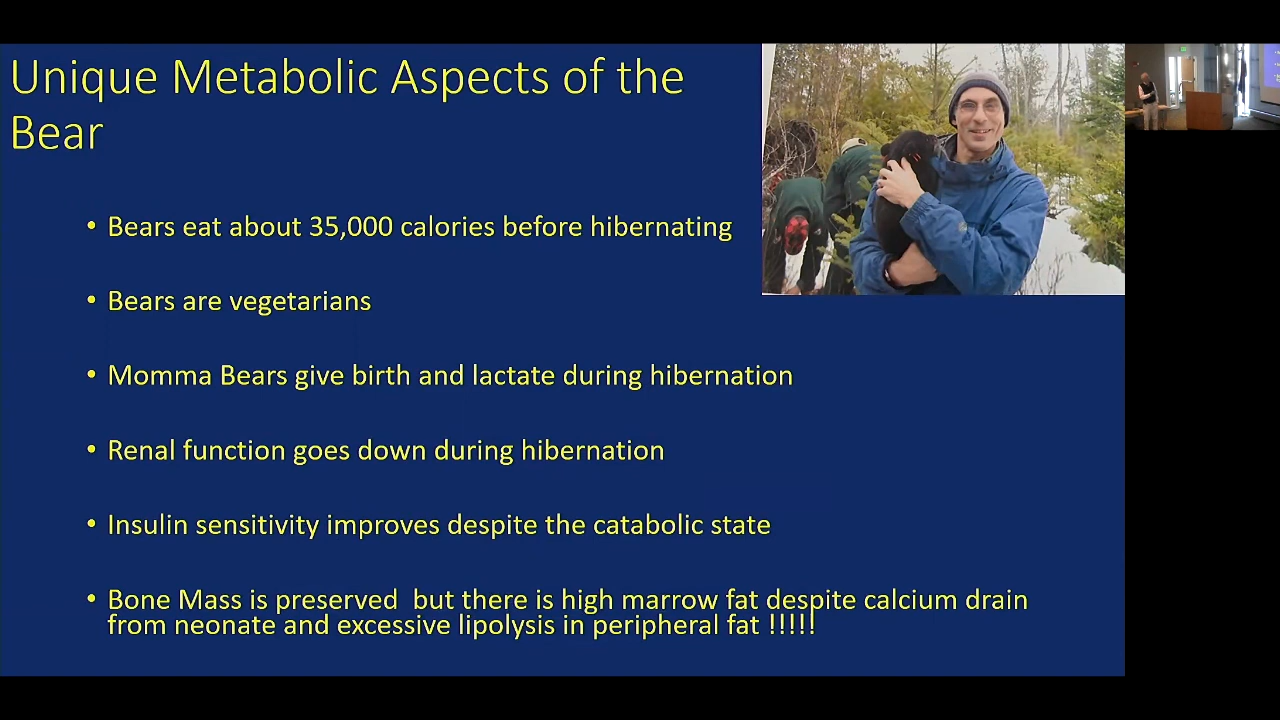 Unique Metabolic Aspects of the
Bear
• Bears eat about 35,000 calories before hibernating
• Bears are vegetarians
• Momma Bears give birth and lactate during hibernation
• Renal function goes down during hibernation
• Insulin sensitivity improves despite the catabolic state
• Bone Mass is preserved  but there is high marrow fat despite calcium drain
from neonate and excessive lipolysis in peripheral fat !!!!!